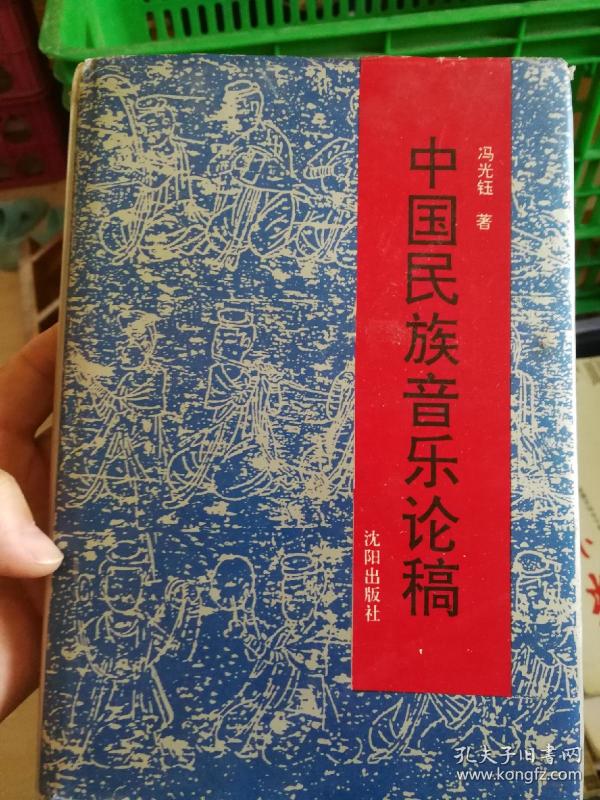 冯光钰 著
中国民族音乐论稿
沈阳出版社
孔夫子旧书网
www.kongfz.com